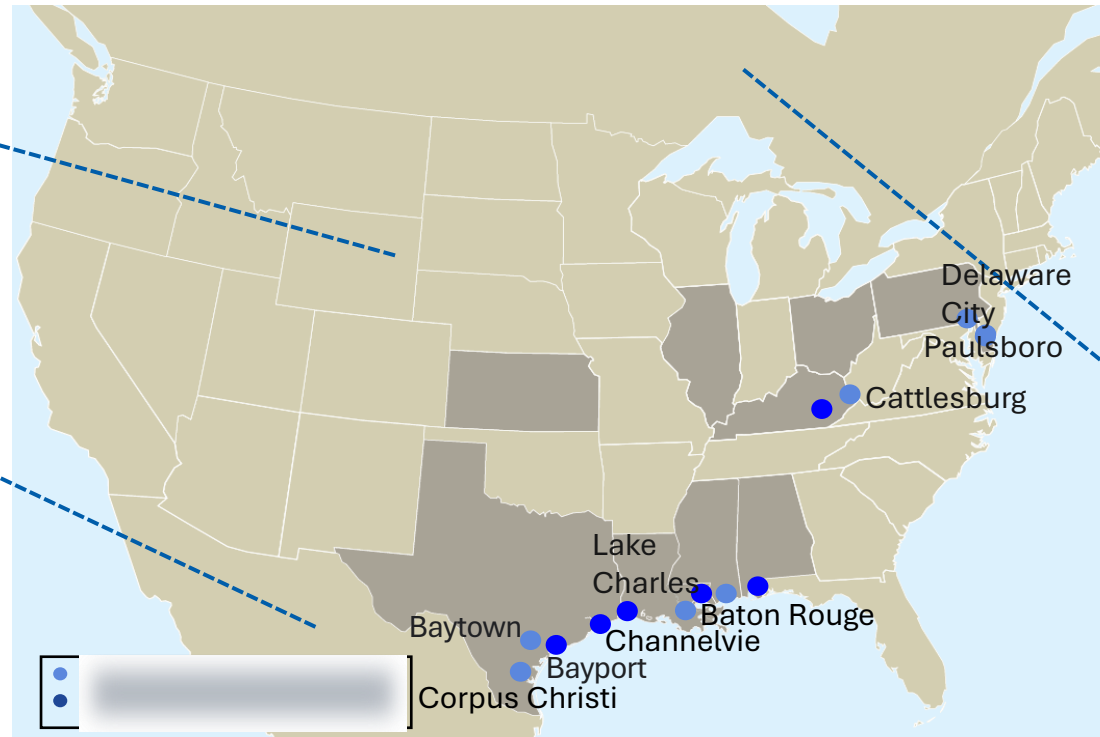 Delaware
City
Paulsboro
Cattlesburg
Lake
Charles
Baton Rouge
Baytown
Channelvie
Bayport
Corpus Christi